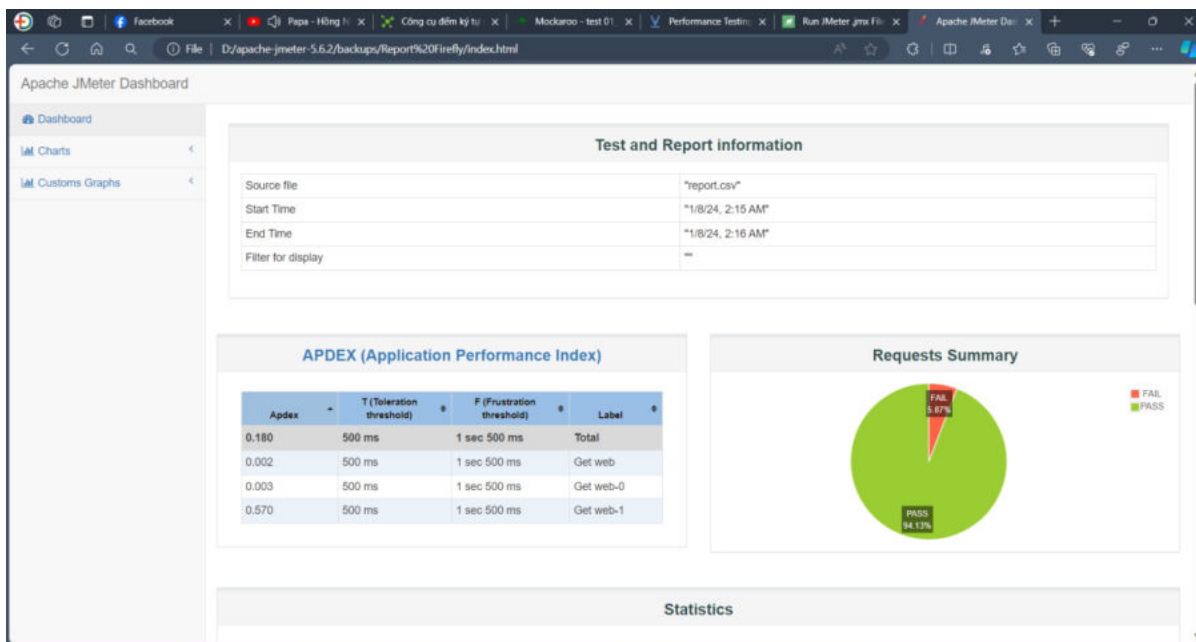 Facebook
Papa - Hồng N
Công cụ đếm ký tự
Mockaroo - test 01_
Performance Testing
Run JMeter .jmx File
Apache JMeter Das
File
D:/apache-jmeter-5.6.2/backups/Report%20Firefly/index.html
Apache JMeter Dashboard
Dashboard
Charts
Customs Graphs
Test and Report information
Source file "report.csv"
Start Time "1/8/24, 2:15 AM"
End Time "1/8/24, 2:16 AM"
Filter for display ""
APDEX (Application Performance Index)
Apdex T (Toleration threshold) F (Frustration threshold) Label
0.180 500 ms 1 sec 500 ms Total
0.002 500 ms 1 sec 500 ms Get web
0.003 500 ms 1 sec 500 ms Get web-0
0.570 500 ms 1 sec 500 ms Get web-1
Requests Summary
FAIL
5.87%
PASS
94.13%
FAIL
PASS
Statistics